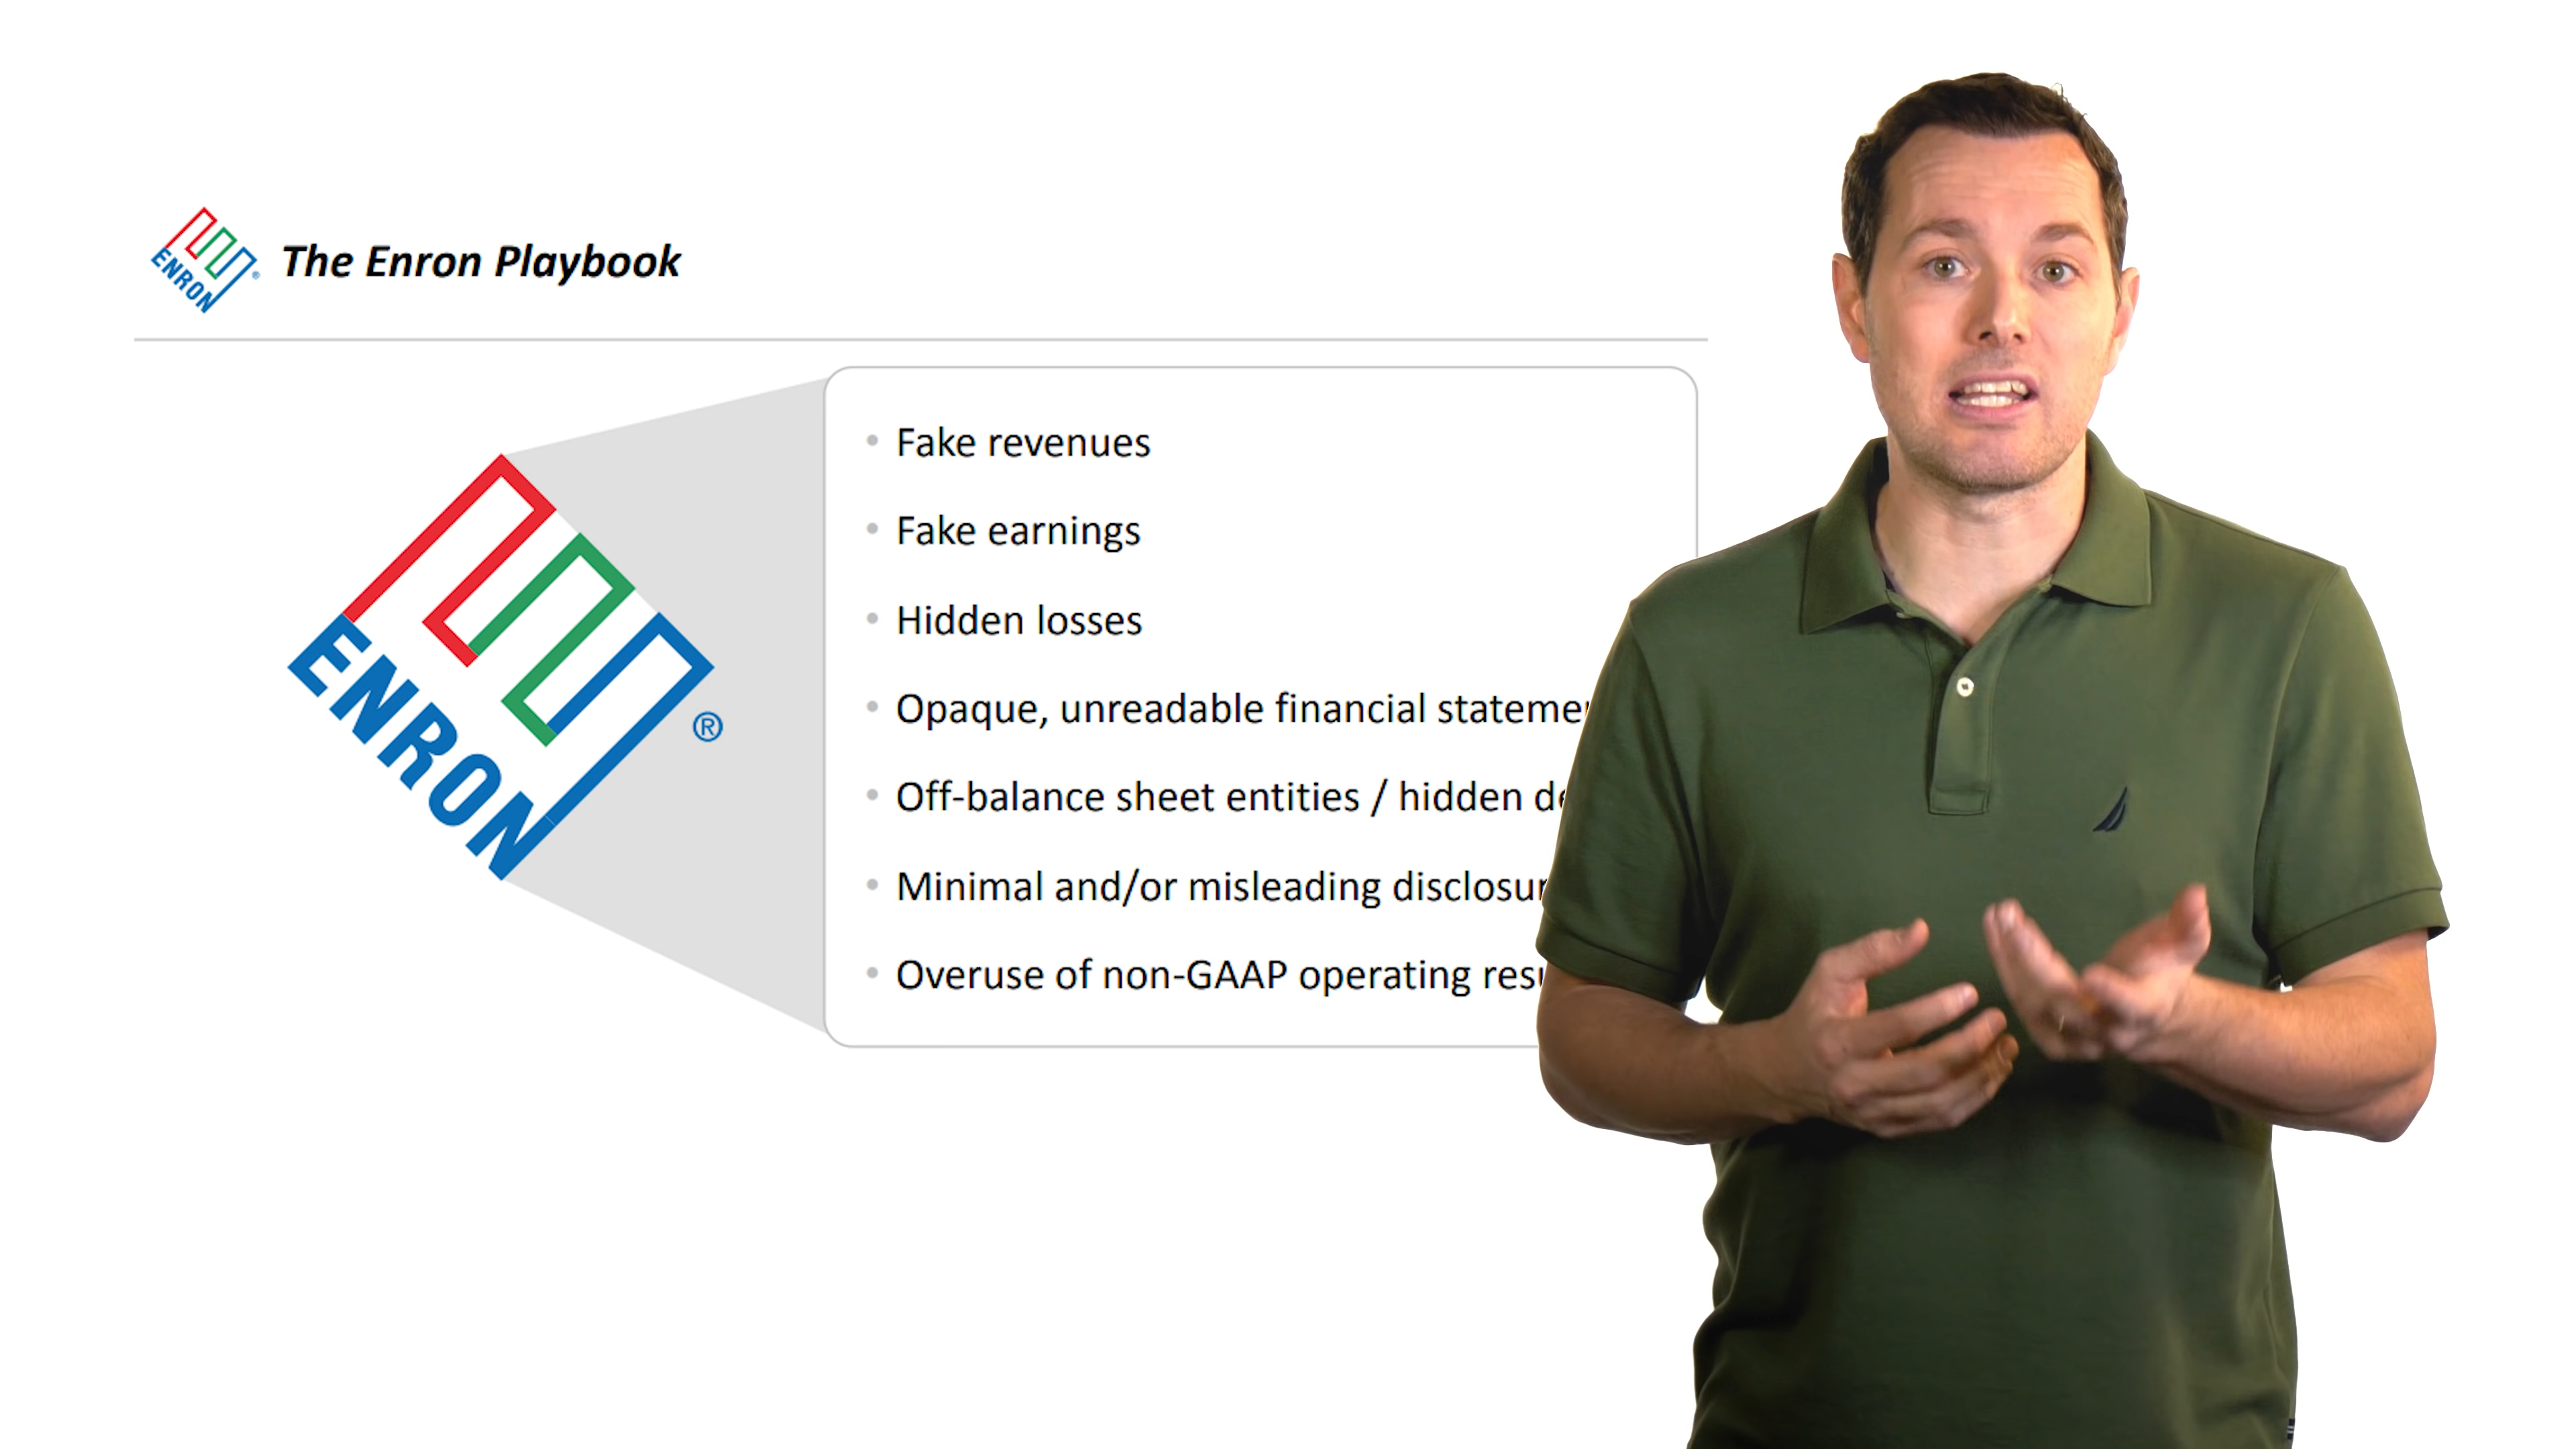 ENRON
®
The Enron Playbook
ENRON
®
• Fake revenues
• Fake earnings
• Hidden losses
• Opaque, unreadable financial
• Off-balance sheet entities / hidden
• Minimal and/or misleading
• Overuse of non-GAAP operating